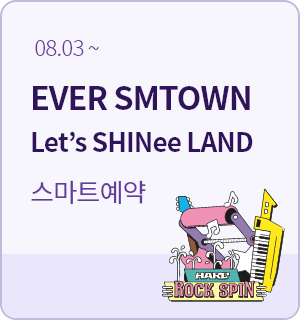 08.03 ~
EVER SMTOWN
Let’s SHINee LAND
스마트예약
HARD
ROCK SPIN